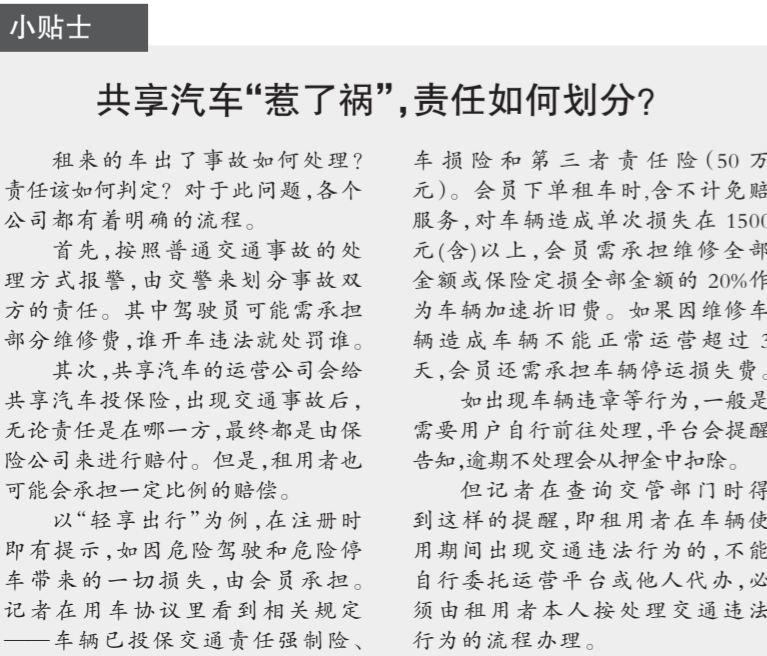 小贴士
共享汽车“惹了祸”，责任如何划分？
租来的车出了事故如何处理？
责任该如何判定？对于此问题，各个
公司都有着明确的流程。
首先，按照普通交通事故的处
理方式报警，由交警来划分事故双
方的责任。其中驾驶员可能需承担
部分维修费，谁开车违法就处罚谁。
其次，共享汽车的运营公司会给
共享汽车投保险，出现交通事故后，
无论责任是在哪一方，最终都是由保
险公司来进行赔付。但是，租用者也
可能会承担一定比例的赔偿。
以“轻享出行”为例，在注册时
即有提示，如因危险驾驶和危险停
车带来的一切损失，由会员承担。
记者在用车协议里看到相关规定
——车辆已投保交通责任强制险、
车损险和第三者责任险（50 万
元）。会员下单租车时，含不计免赔
服务，对车辆造成单次损失在 1500
元（含）以上，会员需承担维修全部
金额或保险定损全部金额的 20%作
为车辆加速折旧费。如果因维修车
辆造成车辆不能正常运营超过
天，会员还需承担车辆停运损失费。
如出现车辆违章等行为，一般是
需要用户自行前往处理，平台会提醒
告知，逾期不处理会从押金中扣除。
但记者在查询交管部门时得
到这样的提醒，即租用者在车辆使
用期间出现交通违法行为的，不能
自行委托运营平台或他人代办，必
须由租用者本人按处理交通违法
行为的流程办理。